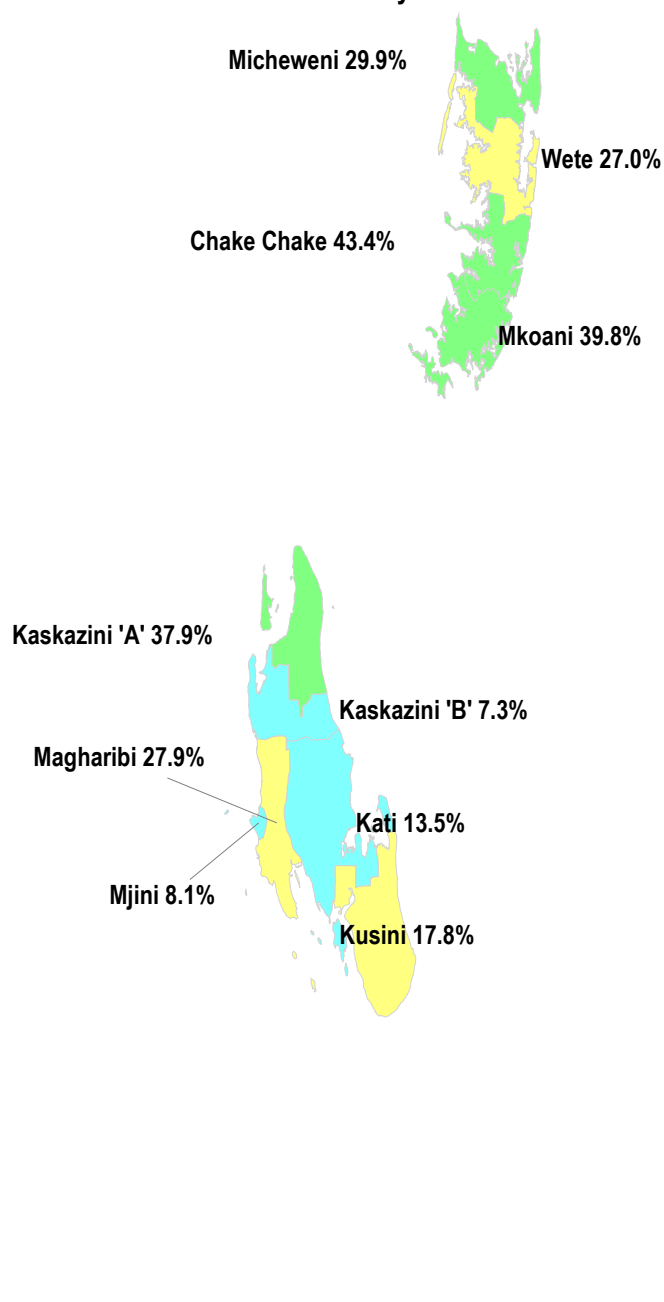 Micheweni 29.9%
Wete 27.0%
Chake Chake 43.4%
Mkoani 39.8%
Kaskazini 'A' 37.9%
Kaskazini 'B' 7.3%
Magharibi 27.9%
Kati 13.5%
Mjini 8.1%
Kusini 17.8%